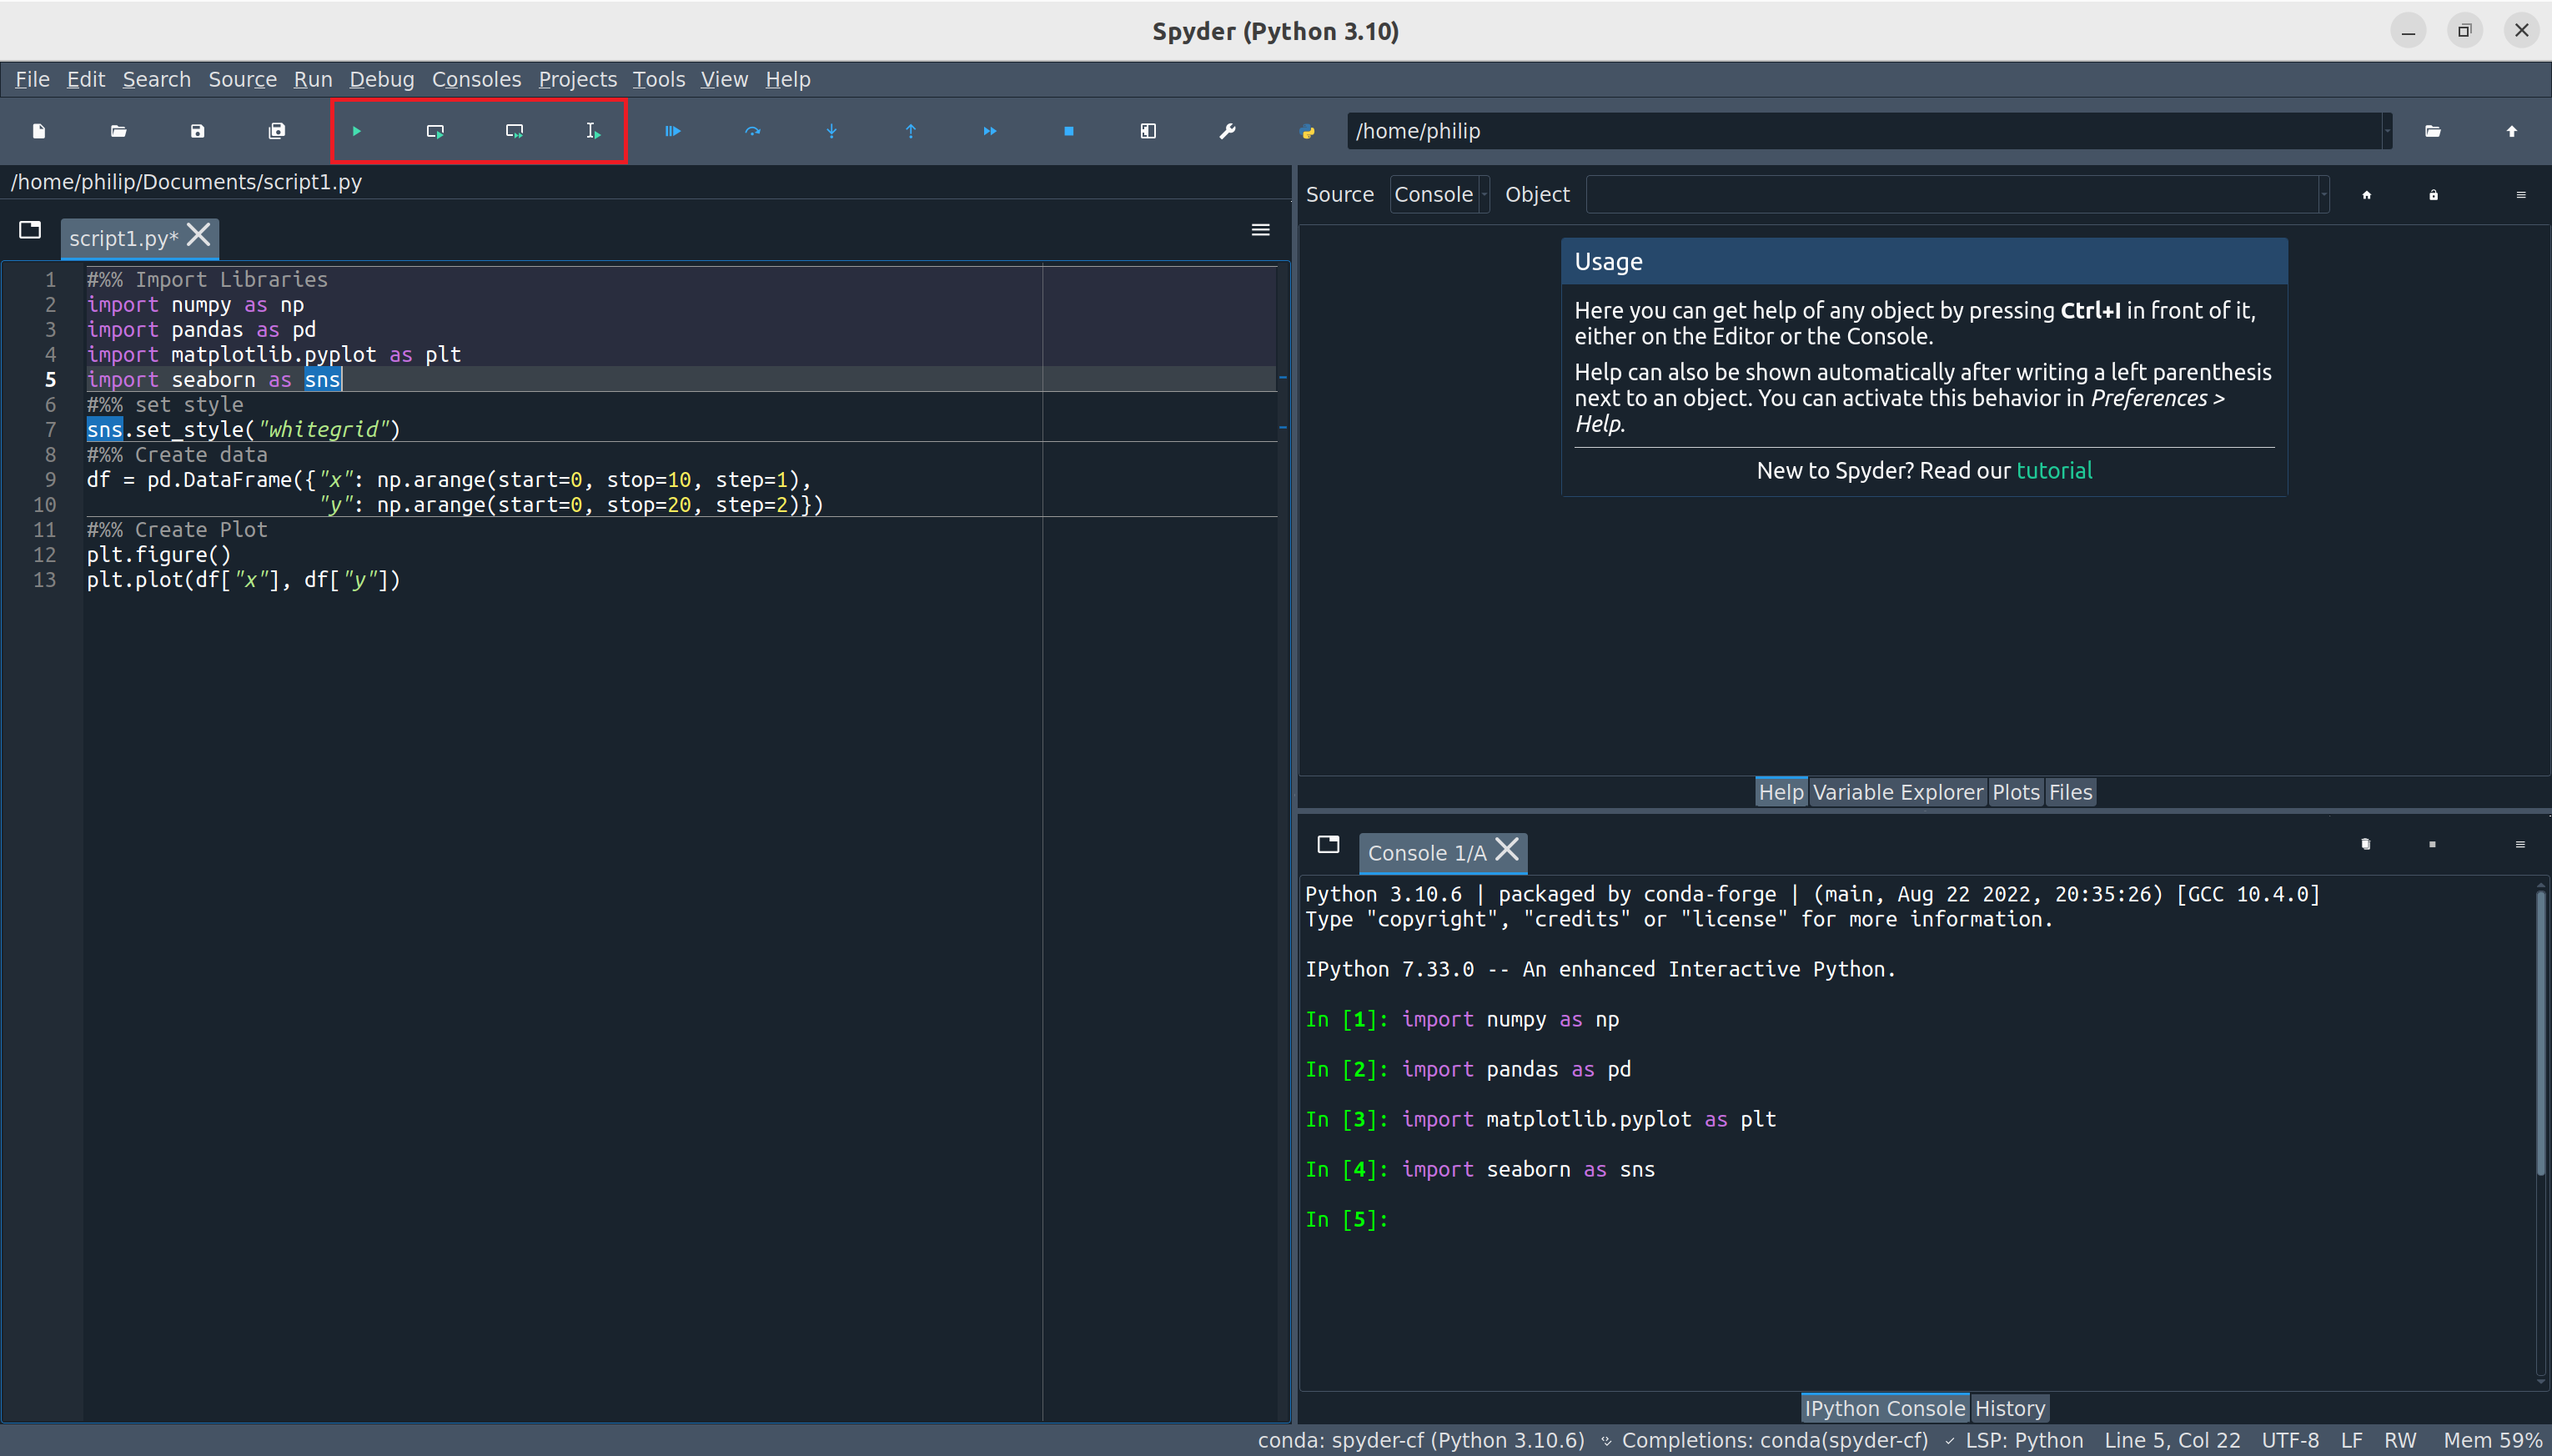 Spyder (Python 3.10)
File Edit Search Source Run Debug Consoles Projects Tools View Help
/home/philip
/home/philip/Documents/script1.py
script1.py*
1 #%% Import Libraries
2 import numpy as np
3 import pandas as pd
4 import matplotlib.pyplot as plt
5 import seaborn as sns
6 #%% set style
7 sns.set_style("whitegrid")
8 #%% Create data
9 df = pd.DataFrame({"x": np.arange(start=0, stop=10, step=1),
10                    "y": np.arange(start=0, stop=20, step=2)})
11 #%% Create Plot
12 plt.figure()
13 plt.plot(df["x"], df["y"])
Source Console Object
Usage
Here you can get help of any object by pressing Ctrl+I in front of it,
either on the Editor or the Console.
Help can also be shown automatically after writing a left parenthesis
next to an object. You can activate this behavior in Preferences >
Help.
New to Spyder? Read our tutorial
Help Variable Explorer Plots Files
Console 1/A
Python 3.10.6 | packaged by conda-forge | (main, Aug 22 2022, 20:35:26) [GCC 10.4.0]
Type "copyright", "credits" or "license" for more information.
IPython 7.33.0 -- An enhanced Interactive Python.
In [1]: import numpy as np
In [2]: import pandas as pd
In [3]: import matplotlib.pyplot as plt
In [4]: import seaborn as sns
In [5]:
IPython Console History
conda: spyder-cf (Python 3.10.6) Completions: conda(spyder-cf) LSP: Python Line 5, Col 22 UTF-8 LF RW Mem 59%